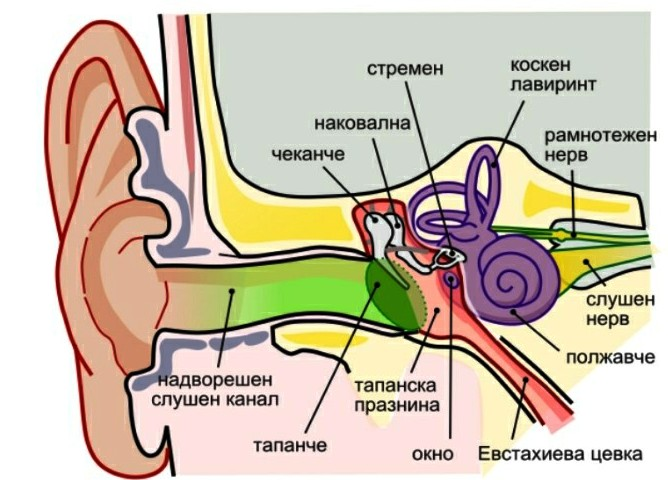 стремен
коскен
лавиринт
наковална
чеканче
рамнотежен
нерв
слушен
нерв
полжавче
надворешен
слушен канал
тапанска
празнина
тапанче
окно
Евстахиева цевка